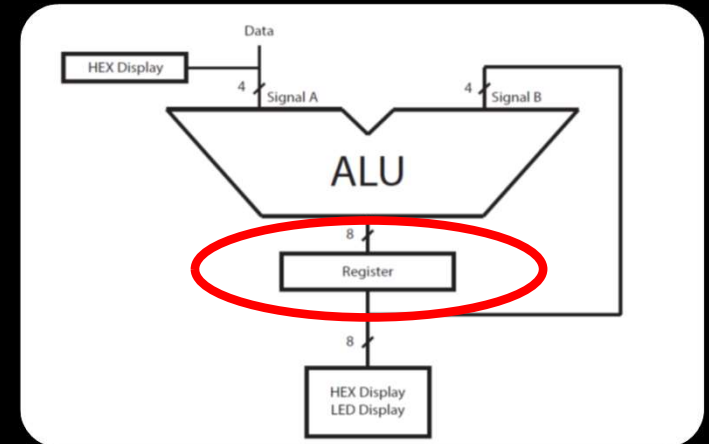 Data
HEX Display
4
Signal A
4
Signal B
ALU
8
Register
8
HEX Display
LED Display